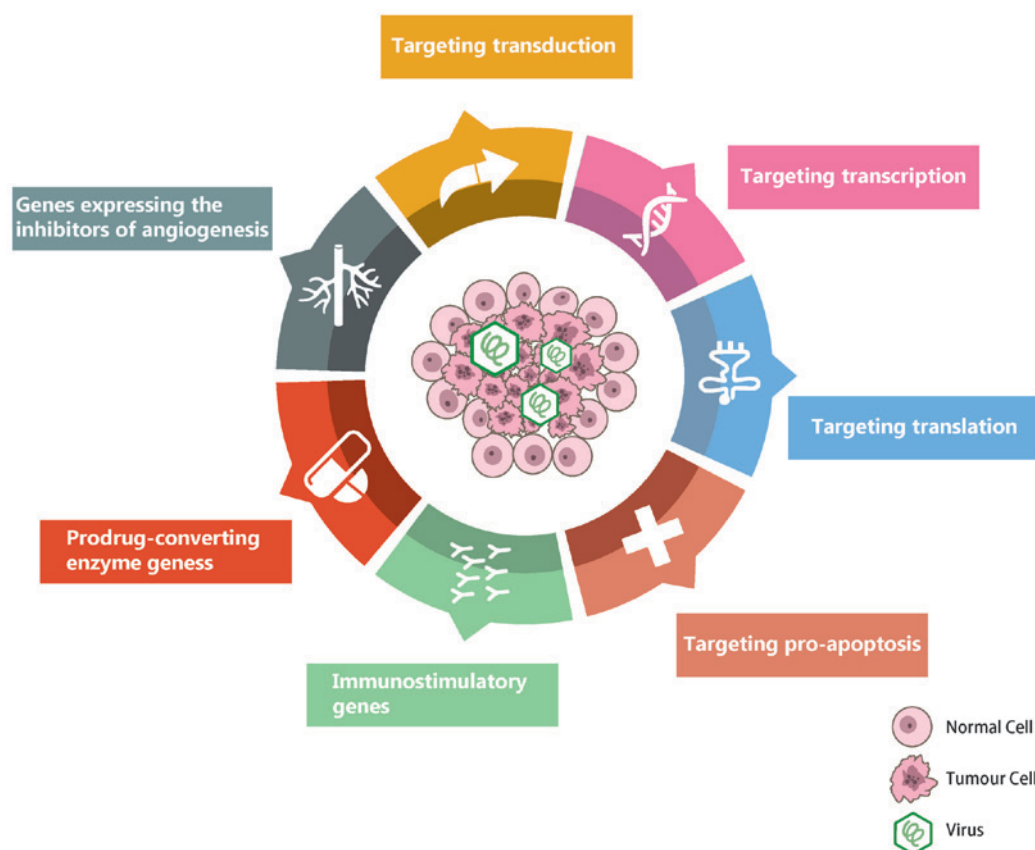 Targeting transduction
Targeting transcription
Genes expressing the
inhibitors of angiogenesis
Targeting translation
Prodrug-converting
enzyme geness
Targeting pro-apoptosis
Immunostimulatory
genes
Normal Cell
Tumour Cell
Virus